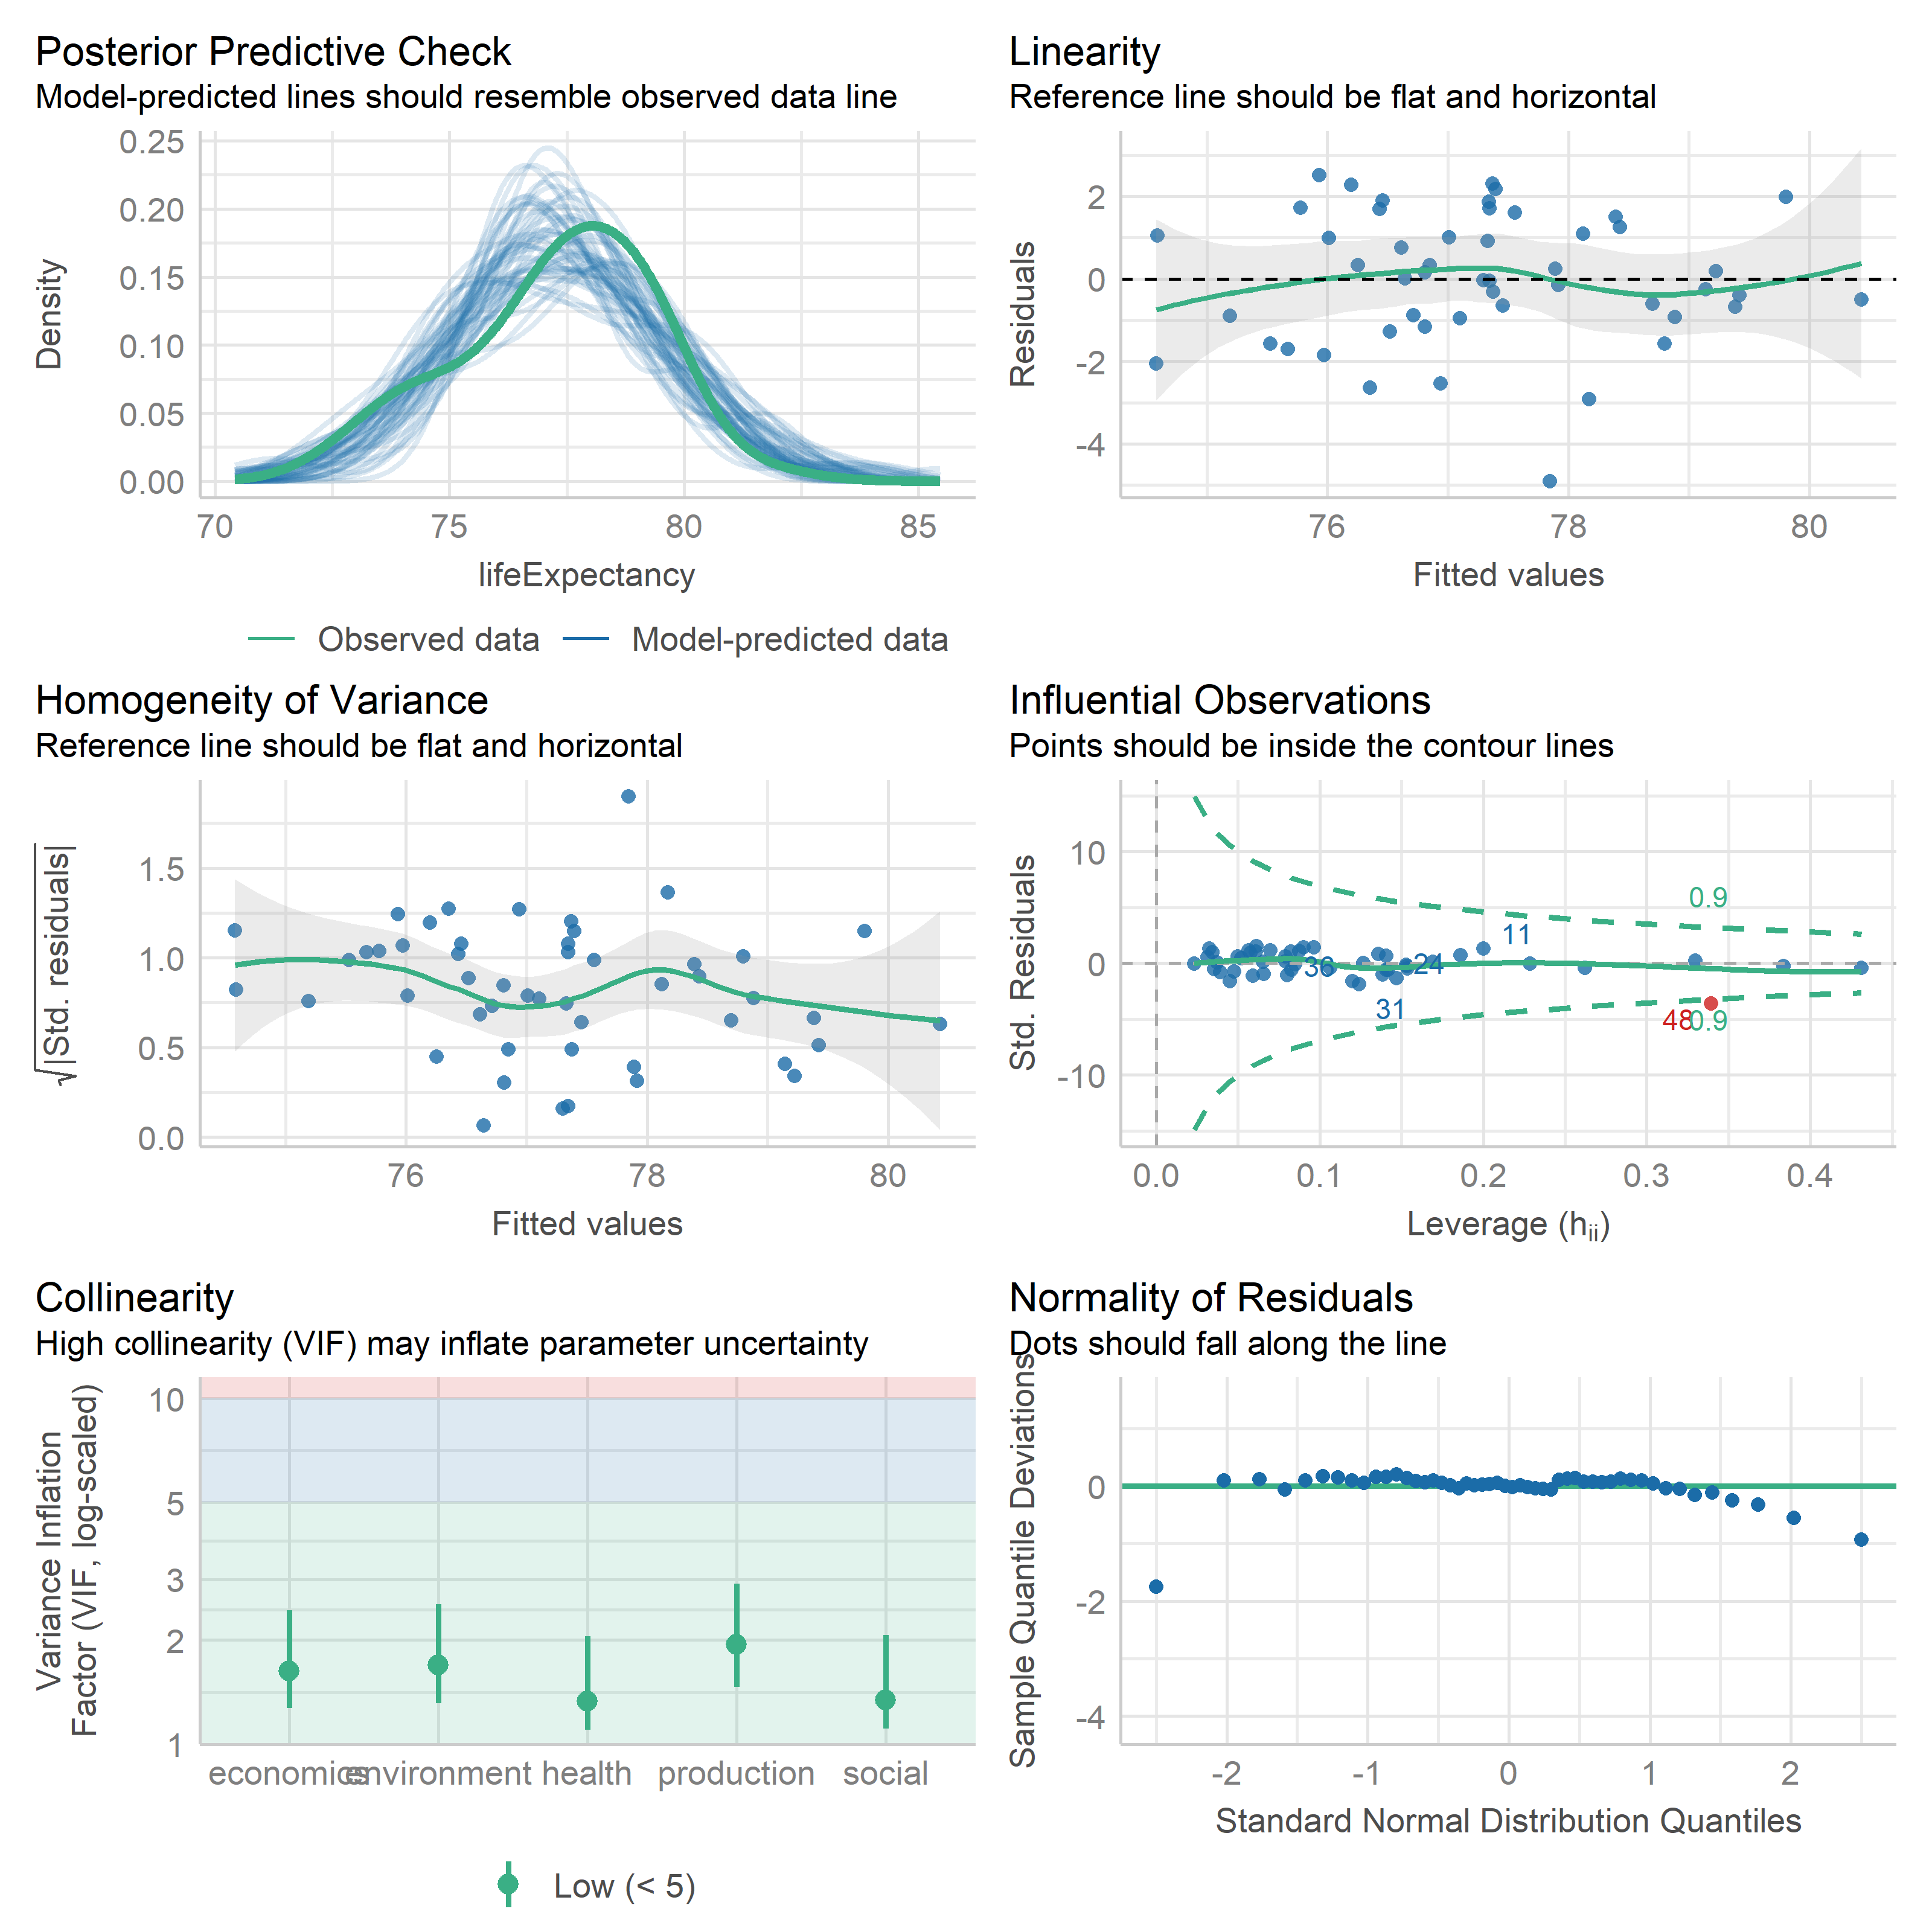 Posterior Predictive Check
Model-predicted lines should resemble observed data line
Density
0.25
0.20
0.15
0.10
0.05
0.00
70 75 80 85
lifeExpectancy
Observed data Model-predicted data
Linearity
Reference line should be flat and horizontal
Residuals
2
0
-2
-4
76 78 80
Fitted values
Homogeneity of Variance
Reference line should be flat and horizontal
√|Std. residuals|
1.5
1.0
0.5
0.0
76 78 80
Fitted values
Influential Observations
Points should be inside the contour lines
Std. Residuals
10
0
-10
0.9
11
36
24
31
48
0.9
0.0 0.1 0.2 0.3 0.4
Leverage (hii)
Collinearity
High collinearity (VIF) may inflate parameter uncertainty
Variance Inflation
Factor (VIF, log-scaled)
10
5
3
2
1
economics environment health production social
Low (< 5)
Normality of Residuals
Dots should fall along the line
Sample Quantile Deviations
0
-2
-4
-2 -1 0 1 2
Standard Normal Distribution Quantiles